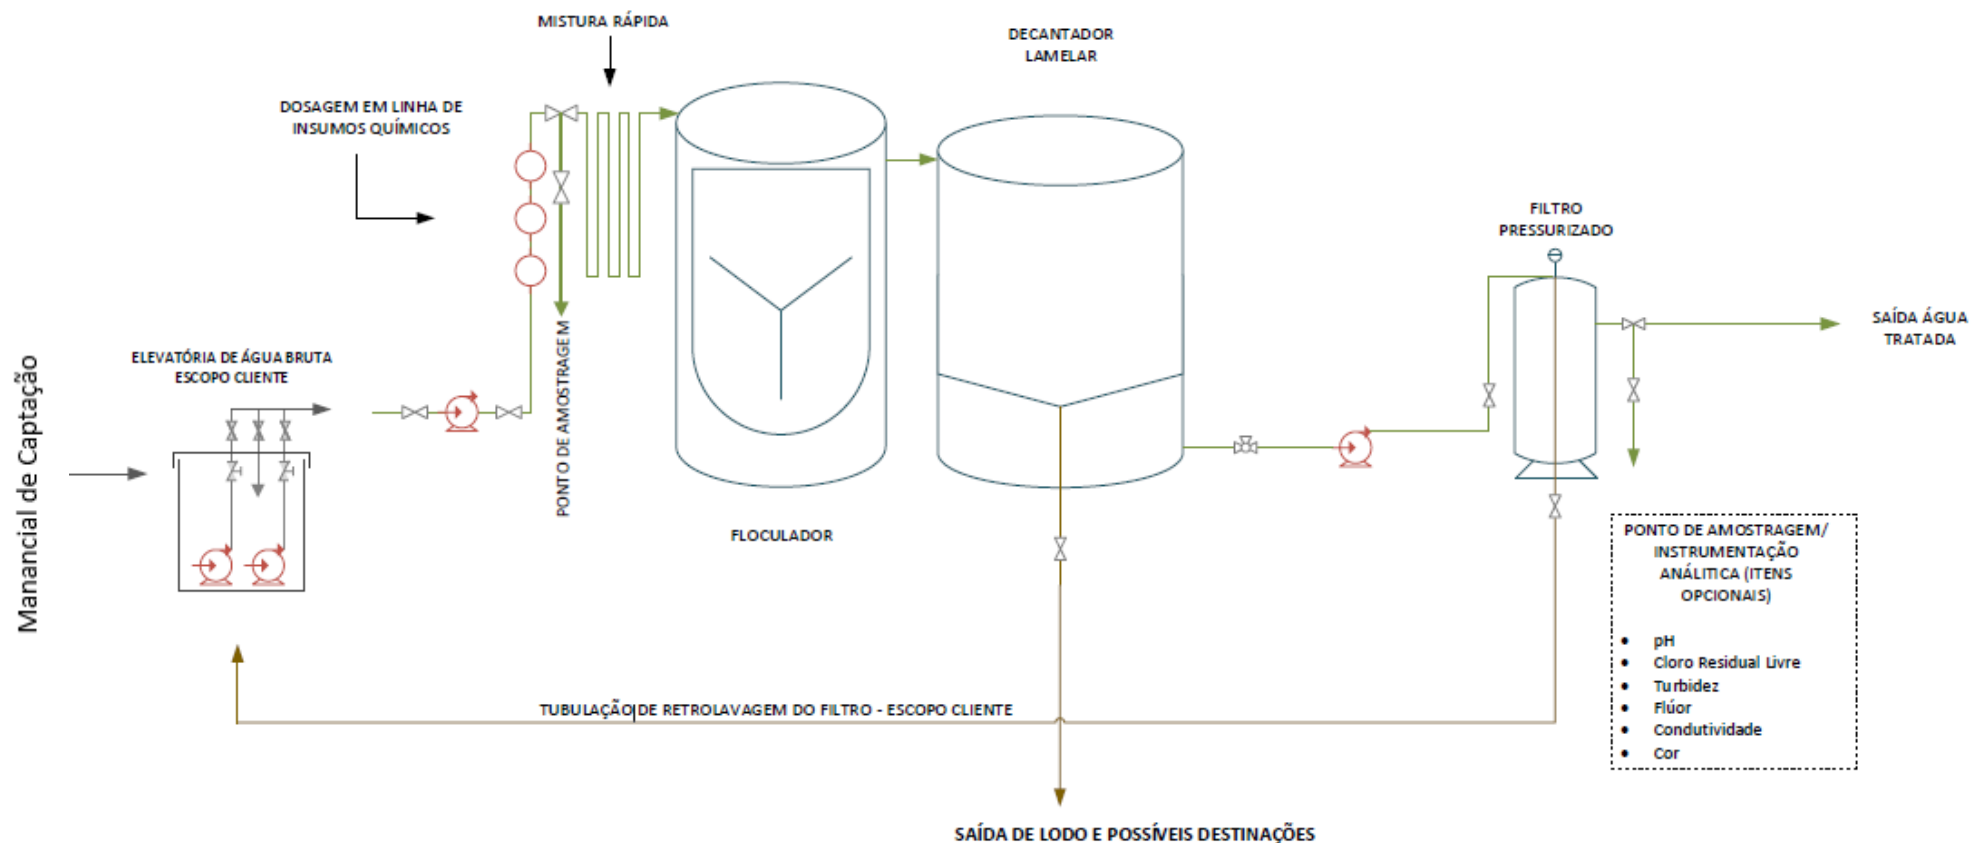 MISTURA RÁPIDA
DECANTADOR
LAMELAR
DOSAGEM EM LINHA DE
INSUMOS QUÍMICOS
FILTRO
PRESSURIZADO
SAÍDA ÁGUA
TRATADA
ELEVATÓRIA DE ÁGUA BRUTA
ESCOPO CLIENTE
Manancial de Captação
PONTO DE AMOSTRAGEM
FLOCULADOR
PONTO DE AMOSTRAGEM/
INSTRUMENTAÇÃO
ANÁLITICA (ITENS
OPCIONAIS)
• pH
• Cloro Residual Livre
• Turbidez
• Flúor
• Condutividade
• Cor
TUBULAÇÃO DE RETROLAVAGEM DO FILTRO - ESCOPO CLIENTE
SAÍDA DE LODO E POSSÍVEIS DESTINAÇÕES